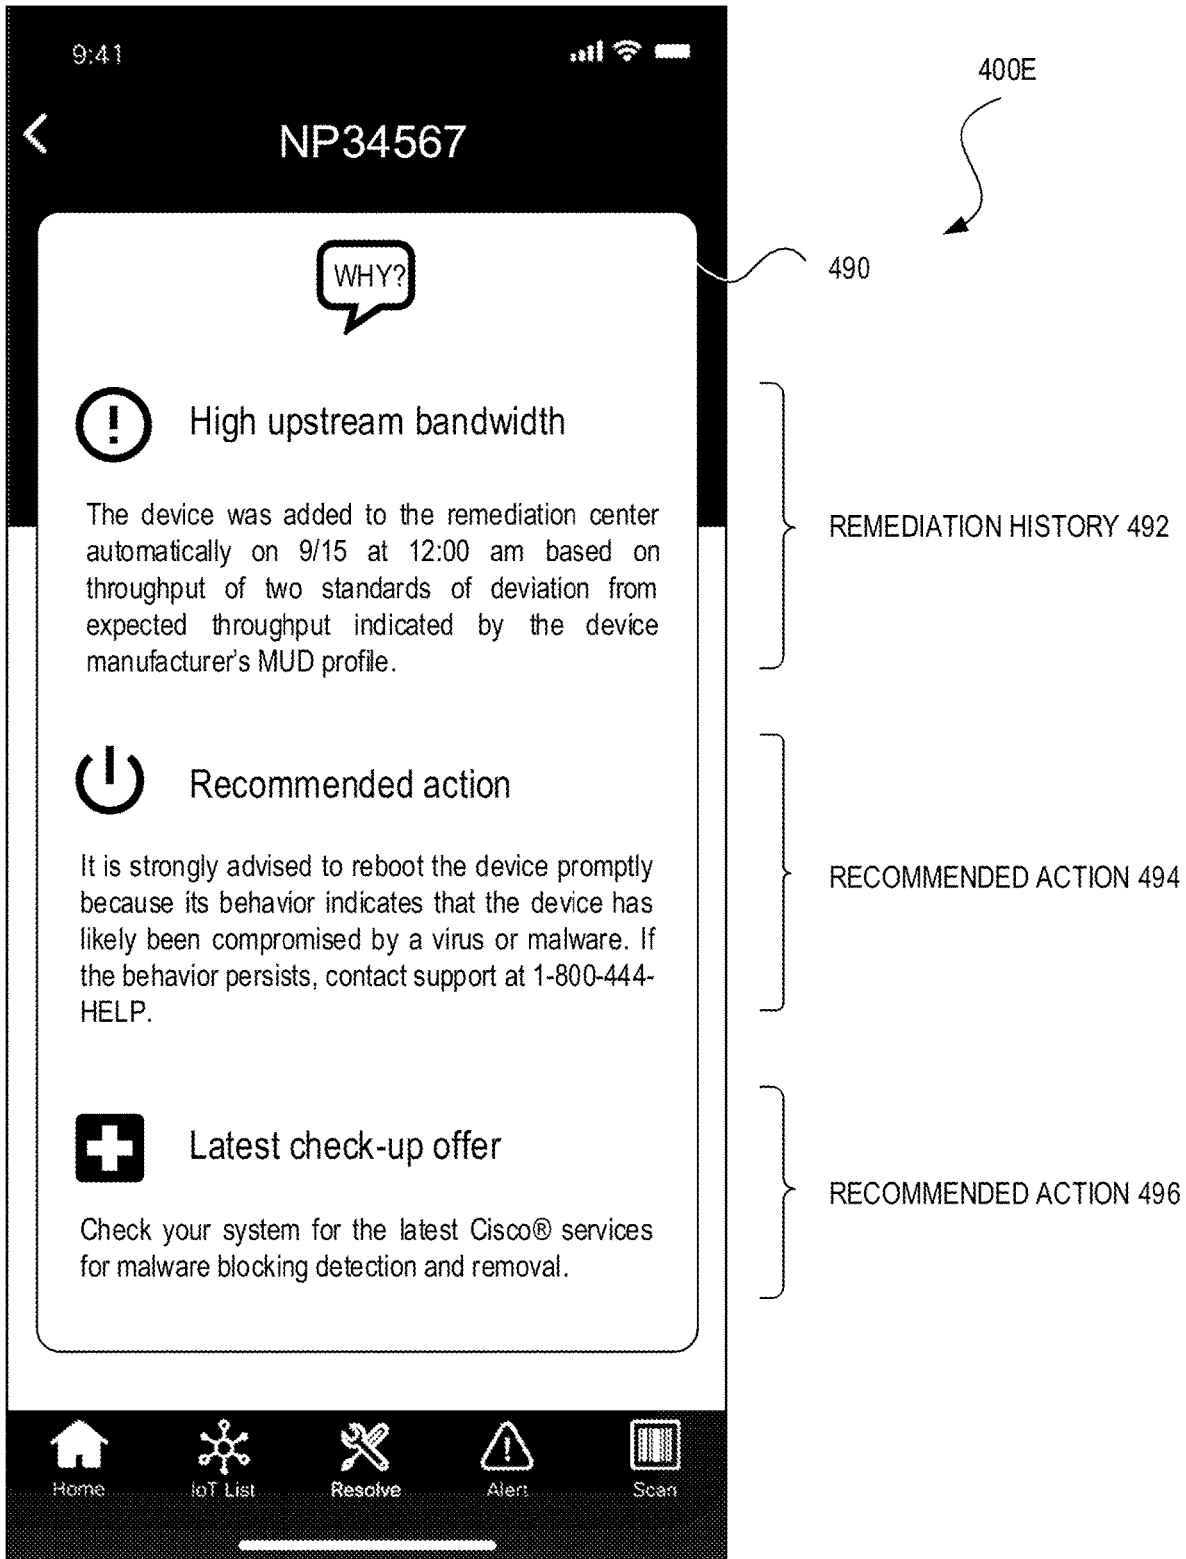 9:41
NP34567
WHY?
High upstream bandwidth
The device was added to the remediation center
automatically on 9/15 at 12:00 am based on
throughput of two standards of deviation from
expected throughput indicated by the device
manufacturer's MUD profile.
Recommended action
It is strongly advised to reboot the device promptly
because its behavior indicates that the device has
likely been compromised by a virus or malware. If
the behavior persists, contact support at 1-800-444-
HELP.
Latest check-up offer
Check your system for the latest Cisco® services
for malware blocking detection and removal.
Home
IoT List
Resolve
Alert
Scan
400E
490
REMEDIATION HISTORY 492
RECOMMENDED ACTION 494
RECOMMENDED ACTION 496